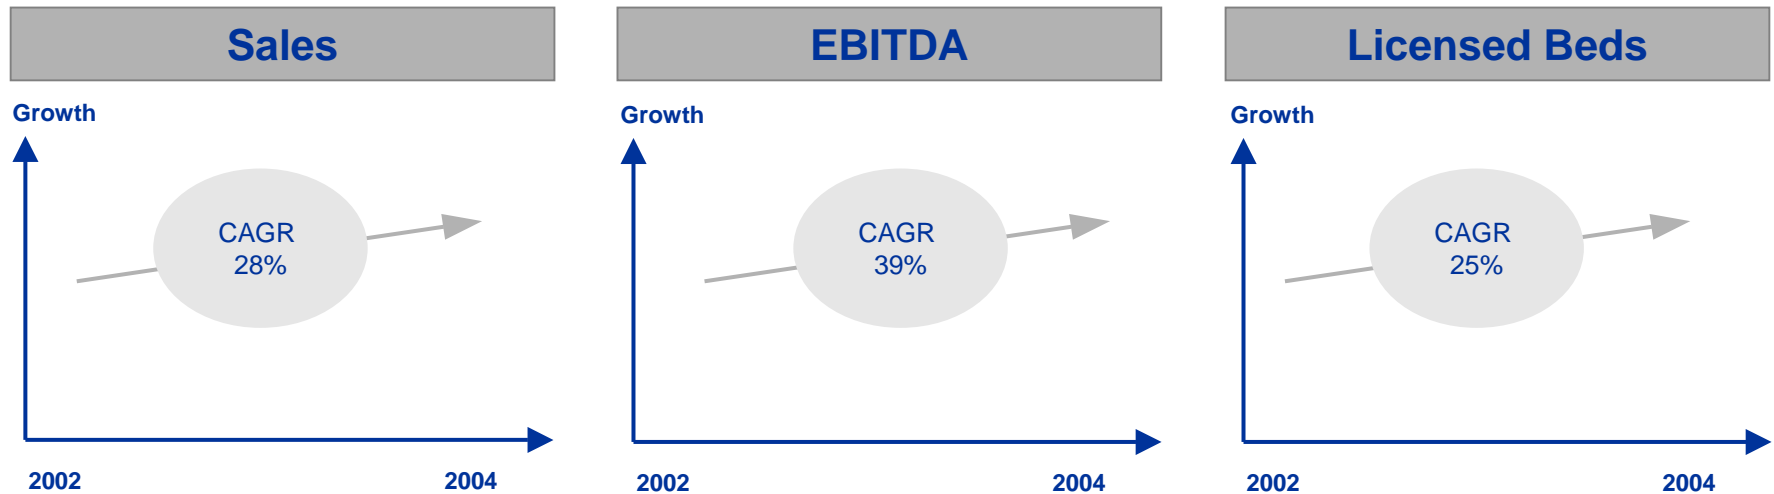 Sales
Growth
CAGR
28%
2002 2004
EBITDA
Growth
CAGR
39%
2002 2004
Licensed Beds
Growth
CAGR
25%
2002 2004